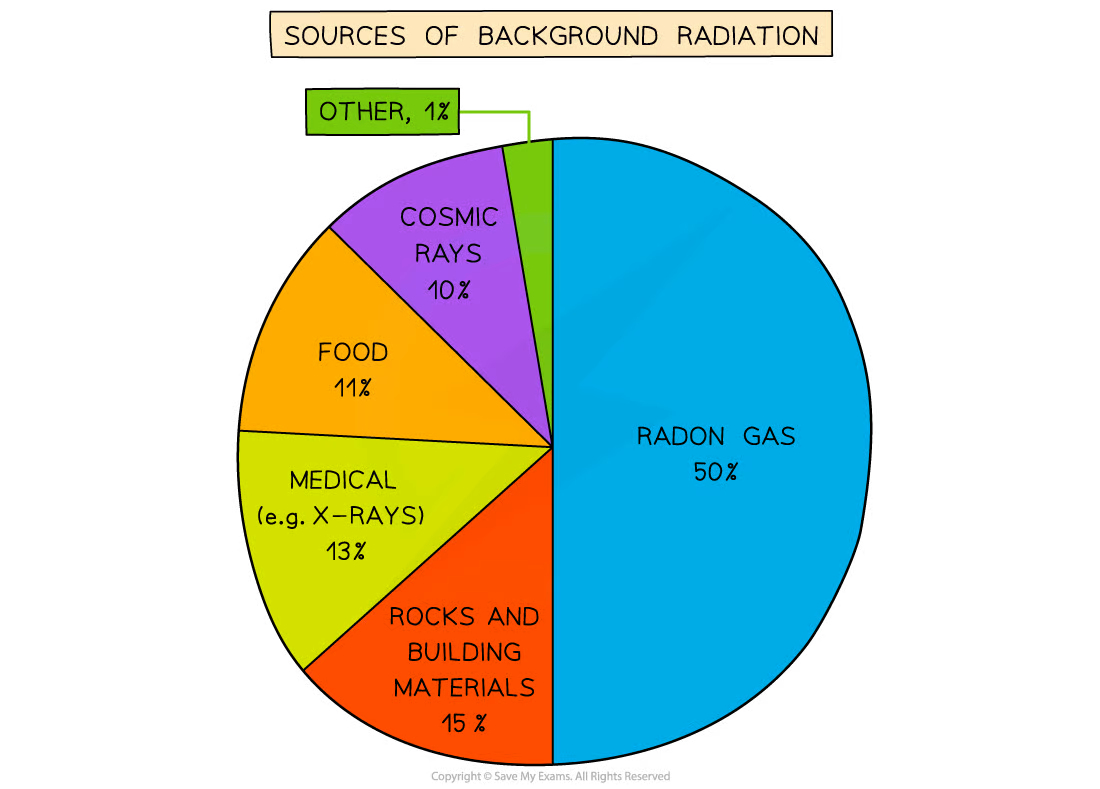 SOURCES OF BACKGROUND RADIATION
OTHER, 1%
COSMIC
RAYS
10%
FOOD
11%
RADON GAS
50%
MEDICAL
(e.g. X-RAYS)
13%
ROCKS AND
BUILDING
MATERIALS
15 %
Copyright © Save My Exams. All Rights Reserved